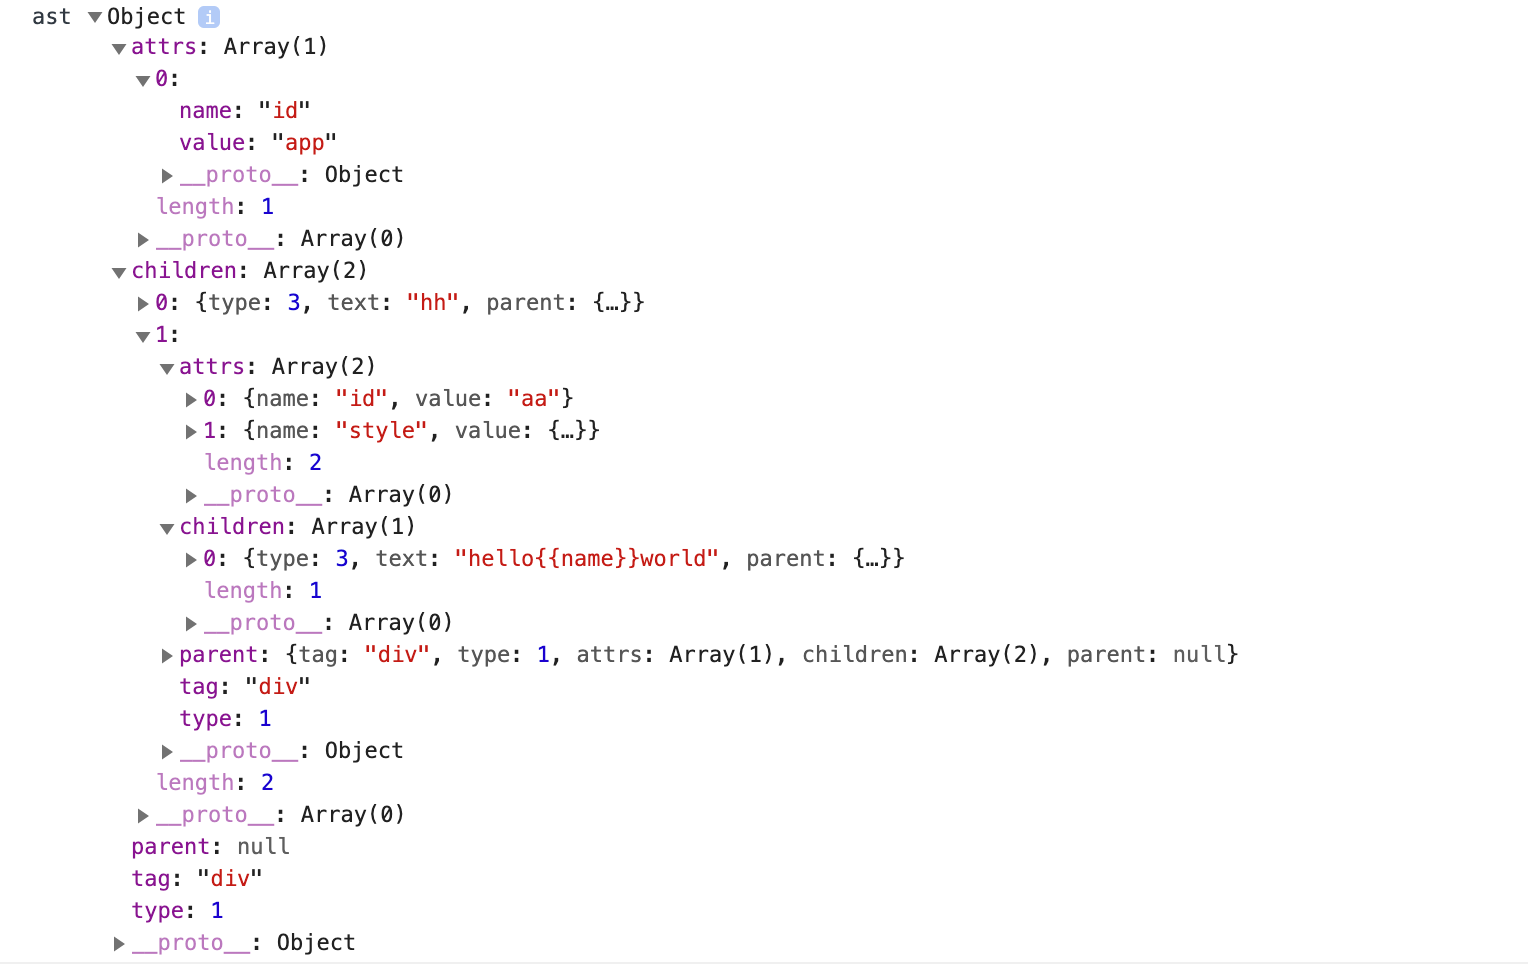 ast ▼Object i
▼attrs: Array(1)
▼0:
name: "id"
value: "app"
▶__proto__: Object
length: 1
▶__proto__: Array(0)
▼children: Array(2)
▶0: {type: 3, text: "hh", parent: {…}}
▼1:
▼attrs: Array(2)
▶0: {name: "id", value: "aa"}
▶1: {name: "style", value: {…}}
length: 2
▶__proto__: Array(0)
▼children: Array(1)
▶0: {type: 3, text: "hello{{name}}world", parent: {…}}
length: 1
▶__proto__: Array(0)
▶parent: {tag: "div", type: 1, attrs: Array(1), children: Array(2), parent: null}
tag: "div"
type: 1
▶__proto__: Object
length: 2
▶__proto__: Array(0)
parent: null
tag: "div"
type: 1
▶__proto__: Object